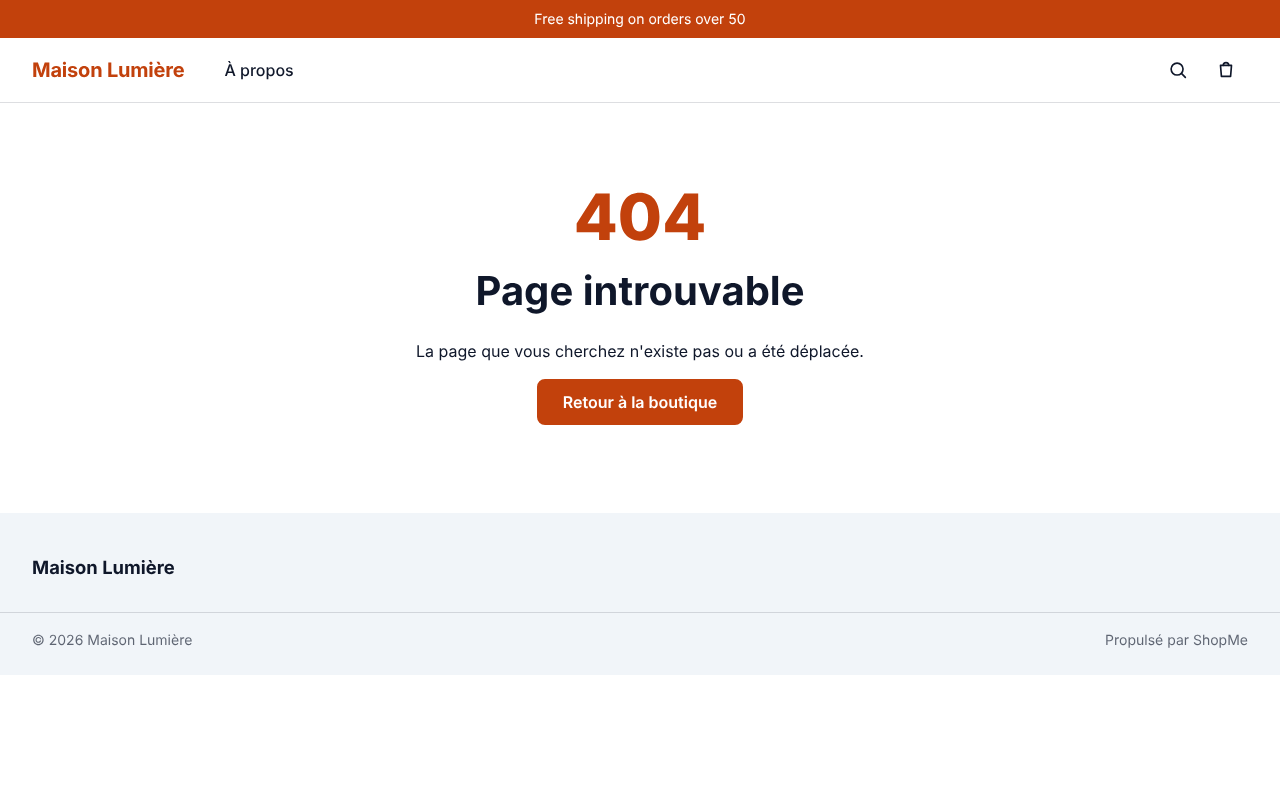 Free shipping on orders over 50
Maison Lumière
À propos
404
Page introuvable
La page que vous cherchez n'existe pas ou a été déplacée.
Retour à la boutique
Maison Lumière
© 2026 Maison Lumière
Propulsé par ShopMe